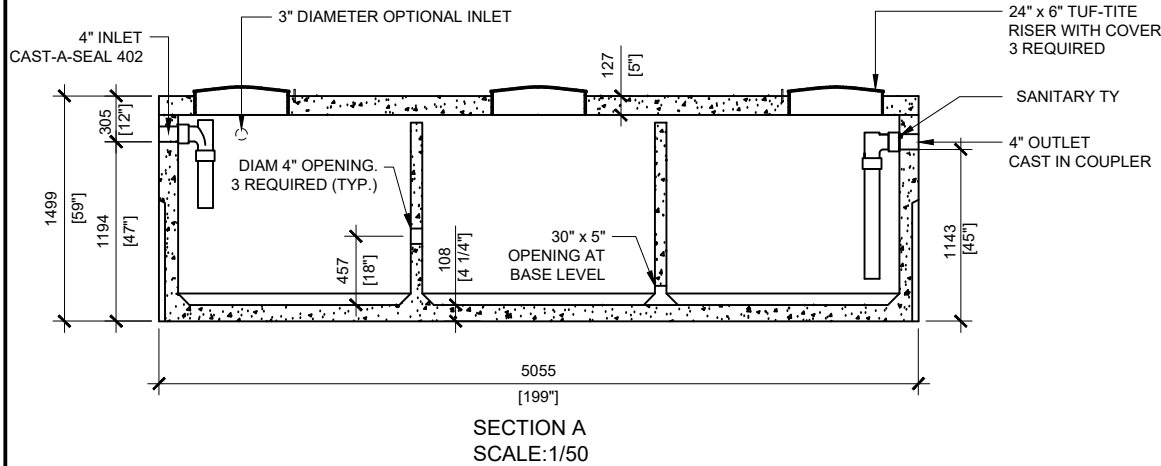 3" DIAMETER OPTIONAL INLET
4" INLET
CAST-A-SEAL 402
127
[5"]
24" x 6" TUF-TITE
RISER WITH COVER
3 REQUIRED
SANITARY TY
4" OUTLET
CAST IN COUPLER
305
[12"]
1499
[59"]
1194
[47"]
DIAM 4" OPENING.
3 REQUIRED (TYP.)
457
[18"]
108
[4 1/4"]
30" x 5"
OPENING AT
BASE LEVEL
1143
[45"]
5055
[199"]
SECTION A
SCALE:1/50